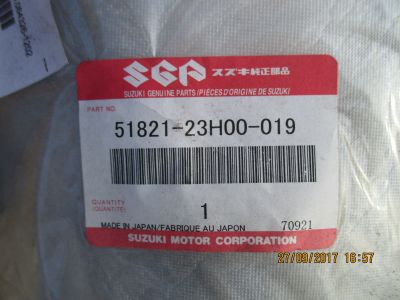 SGP スズキ純正部品
SUZUKI GENUINE PARTS/PIÈCES D'ORIGINE DE SUZUKI
PART NO.
51821-23H00-019
QUANTITY
(QUANTITÉ)
1
MADE IN JAPAN/FABRIQUE AU JAPON 70921
SUZUKI MOTOR CORPORATION
27/09/2017 16:57